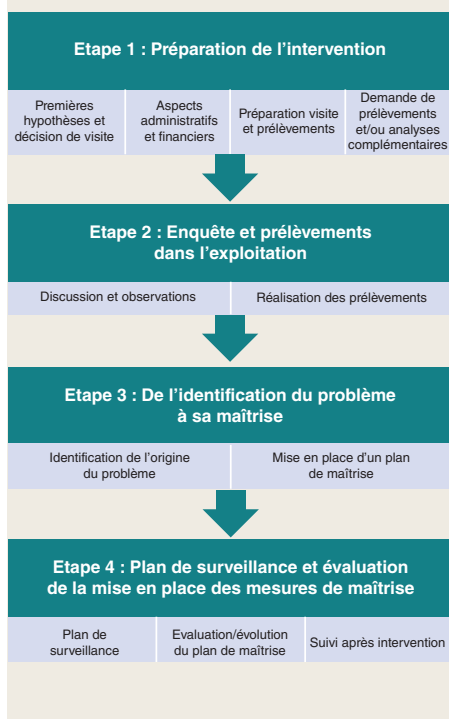 Etape 1 : Préparation de l'intervention
Premières
hypothèses et
décision de visite
Aspects
administratifs
et financiers
Préparation visite
et prélèvements
Demande de
prélèvements
et/ou analyses
complémentaires
Etape 2 : Enquête et prélèvements
dans l'exploitation
Discussion et observations
Réalisation des prélèvements
Etape 3 : De l'identification du problème
à sa maîtrise
Identification de l'origine
du problème
Mise en place d'un plan
de maîtrise
Etape 4 : Plan de surveillance et évaluation
de la mise en place des mesures de maîtrise
Plan de
surveillance
Evaluation/évolution
du plan de maîtrise
Suivi après intervention